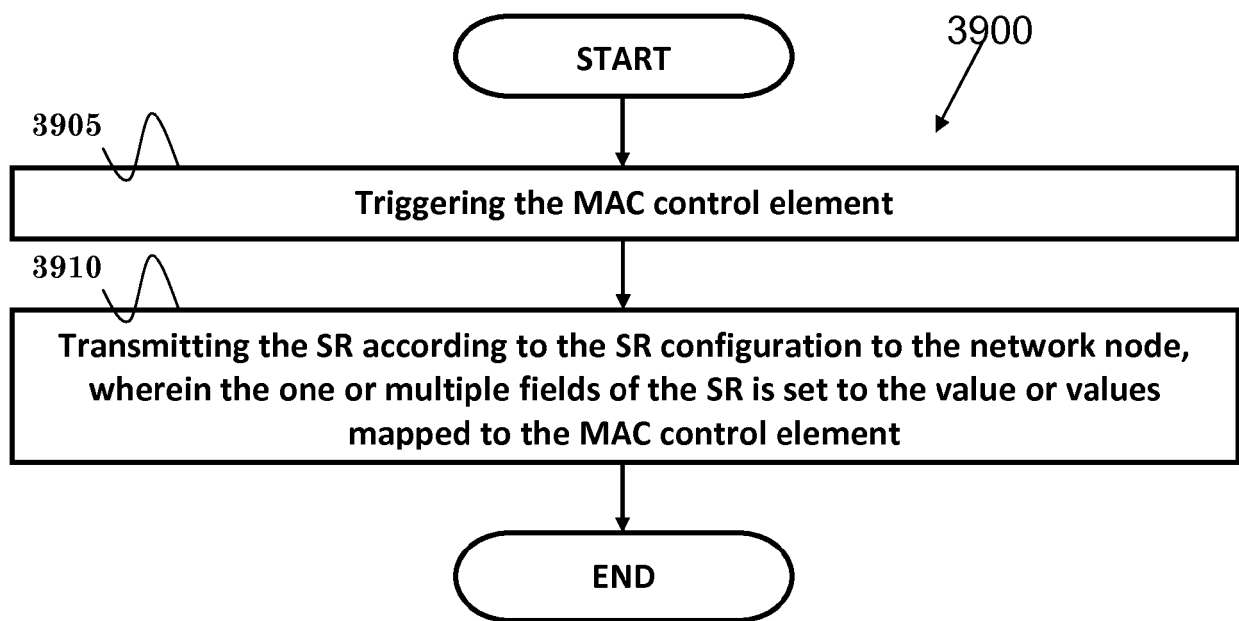 START
3900
3905
Triggering the MAC control element
3910
Transmitting the SR according to the SR configuration to the network node,
wherein the one or multiple fields of the SR is set to the value or values
mapped to the MAC control element
END